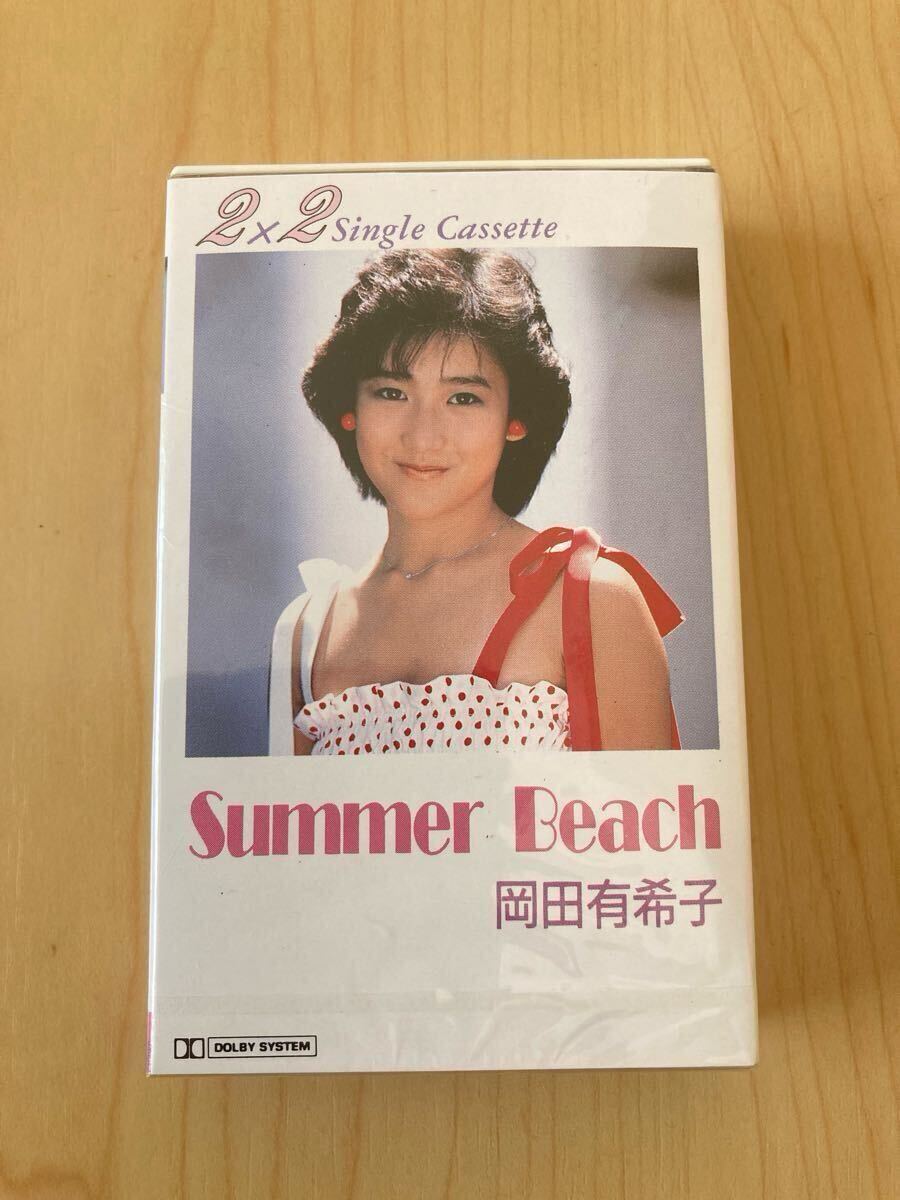 2×2 Single Cassette
Summer Beach
岡田有希子
DOLBY SYSTEM